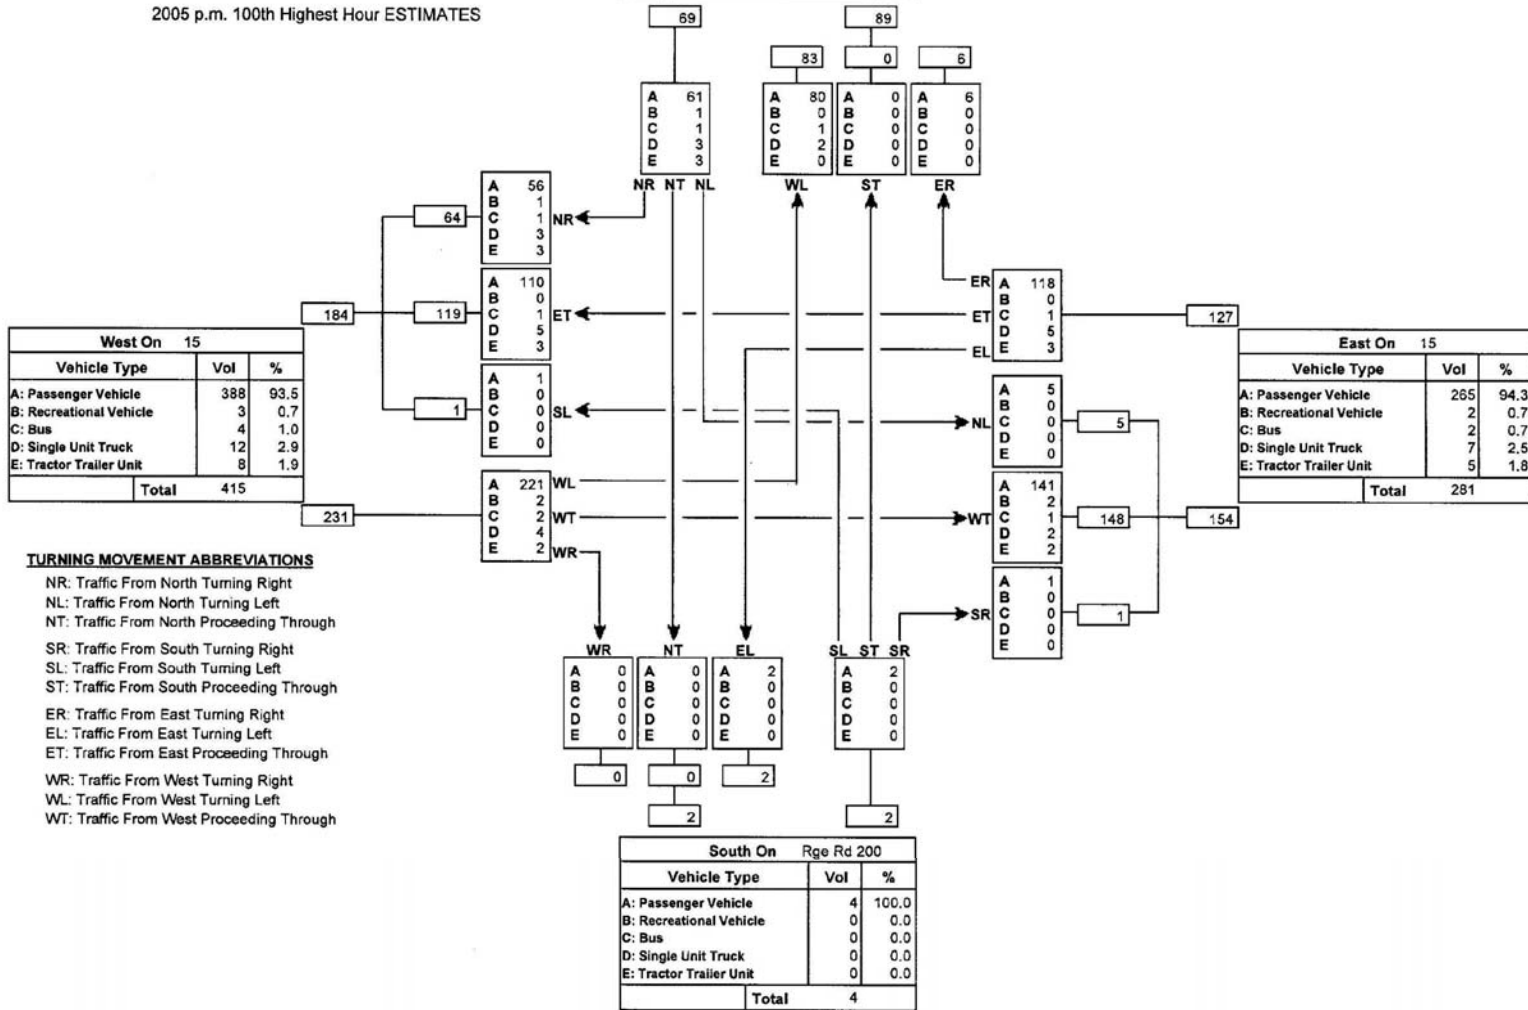 2005 p.m. 100th Highest Hour ESTIMATES
69
89
83
0
6
A 61
B 1
C 1
D 3
E 3
A 80
B 0
C 1
D 2
E 0
A 0
B 0
C 0
D 0
E 0
A 6
B 0
C 0
D 0
E 0
NR NT NL
WL
ST
ER
64
A 56
B 1
C 1
D 3
E 3
NR
184
119
A 110
B 0
C 1
D 5
E 3
ET
1
A 1
B 0
C 0
D 0
E 0
SL
231
A 221
B 2
C 2
D 4
E 2
WL
WT
WR
ER
ET
EL
A 118
B 0
C 1
D 5
E 3
127
NL
A 5
B 0
C 0
D 0
E 0
5
WT
A 141
B 2
C 1
D 2
E 2
148
154
SR
A 1
B 0
C 0
D 0
E 0
1
West On 15
Vehicle Type Vol %
A: Passenger Vehicle 388 93.5
B: Recreational Vehicle 3 0.7
C: Bus 4 1.0
D: Single Unit Truck 12 2.9
E: Tractor Trailer Unit 8 1.9
Total 415
East On 15
Vehicle Type Vol %
A: Passenger Vehicle 265 94.3
B: Recreational Vehicle 2 0.7
C: Bus 2 0.7
D: Single Unit Truck 7 2.5
E: Tractor Trailer Unit 5 1.8
Total 281
TURNING MOVEMENT ABBREVIATIONS
NR: Traffic From North Turning Right
NL: Traffic From North Turning Left
NT: Traffic From North Proceeding Through
SR: Traffic From South Turning Right
SL: Traffic From South Turning Left
ST: Traffic From South Proceeding Through
ER: Traffic From East Turning Right
EL: Traffic From East Turning Left
ET: Traffic From East Proceeding Through
WR: Traffic From West Turning Right
WL: Traffic From West Turning Left
WT: Traffic From West Proceeding Through
WR
NT
EL
SL ST SR
A 0
B 0
C 0
D 0
E 0
A 0
B 0
C 0
D 0
E 0
A 2
B 0
C 0
D 0
E 0
A 2
B 0
C 0
D 0
E 0
0
0
2
2
2
South On Rge Rd 200
Vehicle Type Vol %
A: Passenger Vehicle 4 100.0
B: Recreational Vehicle 0 0.0
C: Bus 0 0.0
D: Single Unit Truck 0 0.0
E: Tractor Trailer Unit 0 0.0
Total 4